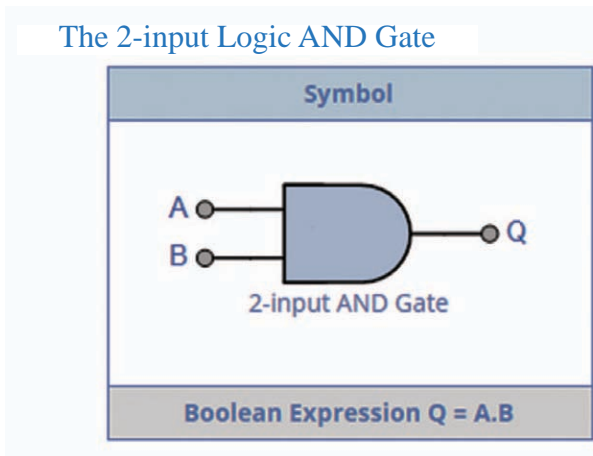 The 2-input Logic AND Gate
Symbol
A
Q
B
2-input AND Gate
Boolean Expression Q = A.B